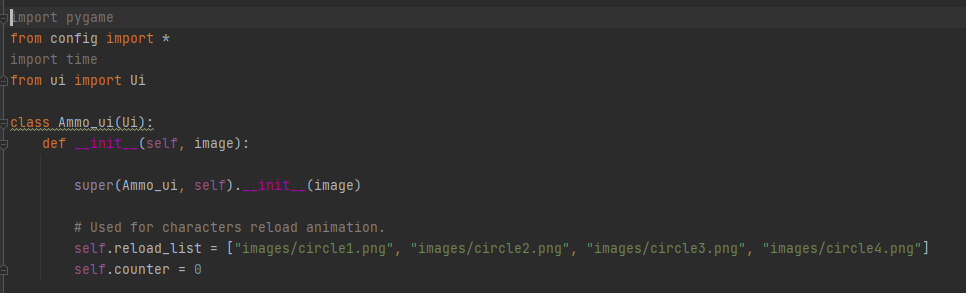 import pygame
from config import *
import time
from ui import Ui
class Ammo_ui(Ui):
def __init__(self, image):
super(Ammo_ui, self).__init__(image)
# Used for characters reload animation.
self.reload_list = ["images/circle1.png", "images/circle2.png", "images/circle3.png", "images/circle4.png"]
self.counter = 0